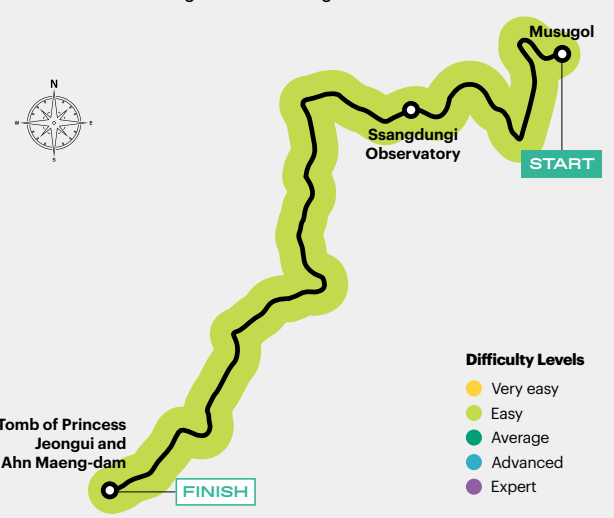 Musugol
N
W
E
S
Ssangdungi
Observatory
START
Difficulty Levels
Very easy
Easy
Average
Advanced
Expert
Tomb of Princess
Jeongui and
Ahn Maeng-dam
FINISH